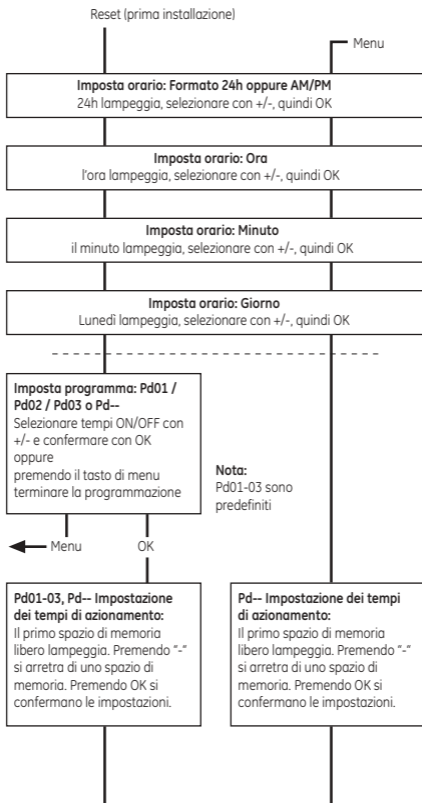 Reset (prima installazione)
Menu
Imposta orario: Formato 24h oppure AM/PM
24h lampeggia, selezionare con +/-, quindi OK
Imposta orario: Ora
l'ora lampeggia, selezionare con +/-, quindi OK
Imposta orario: Minuto
il minuto lampeggia, selezionare con +/-, quindi OK
Imposta orario: Giorno
Lunedì lampeggia, selezionare con +/-, quindi OK
Imposta programma: Pd01 /
Pd02 / Pd03 o Pd--
Selezionare tempi ON/OFF con
+/- e confermare con OK
oppure
premendo il tasto di menu
terminare la programmazione
Nota:
Pd01-03 sono
predefiniti
Menu
OK
Pd01-03, Pd-- Impostazione
dei tempi di azionamento:
Il primo spazio di memoria
libero lampeggia. Premendo "-"
si arretra di uno spazio di
memoria. Premendo OK si
confermano le impostazioni.
Pd-- Impostazione dei tempi
di azionamento:
Il primo spazio di memoria
libero lampeggia. Premendo "-"
si arretra di uno spazio di
memoria. Premendo OK si
confermano le impostazioni.